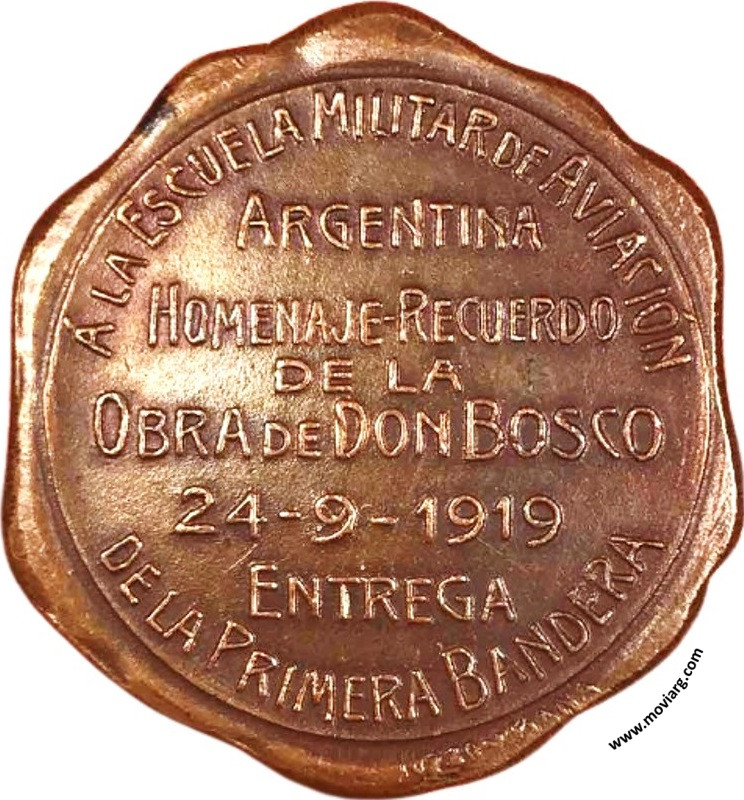 A LA ESCUELA MILITAR DE AVIACIÓN
ARGENTINA
HOMENAJE-RECUERDO
DE LA
OBRA DE DON BOSCO
24-9-1919
ENTREGA
DE LA PRIMERA BANDERA
www.moviarg.com